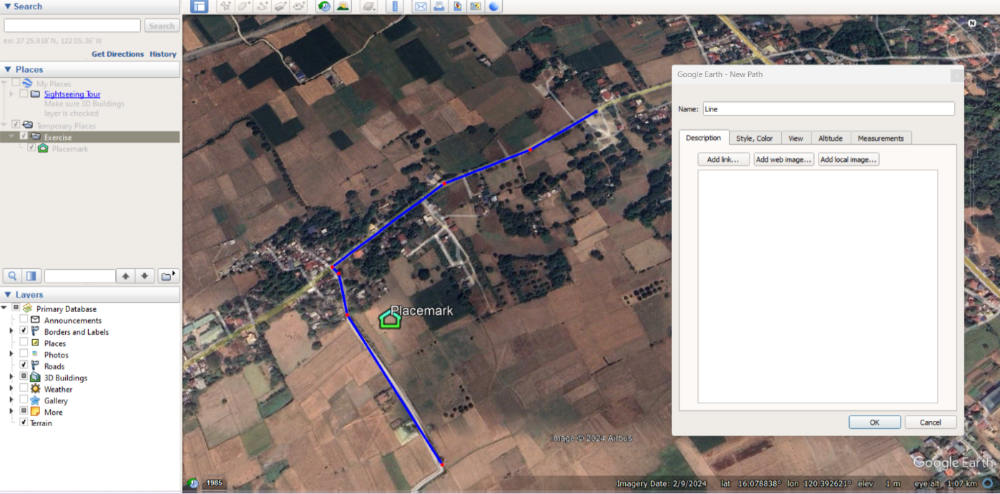 Search
Search
ex: 37 25.818' N, 122 05.36' W
Get Directions History
Places
My Places
Sightseeing Tour
Make sure 3D Buildings
layer is checked
Temporary Places
Exercise
Placemark
Layers
Primary Database
Announcements
Borders and Labels
Places
Photos
Roads
3D Buildings
Weather
Gallery
More
Terrain
Placemark
N
Google Earth - New Path
Name: Line
Description Style, Color View Altitude Measurements
Add link... Add web image... Add local image...
OK Cancel
Image © 2024 Airbus
Google Earth
1985
Imagery Date: 2/9/2024 lat 16.078838° lon 120.392621° elev 1 m eye alt 1.07 km